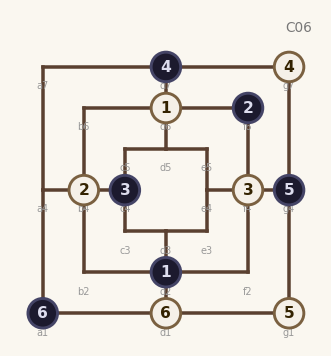 C06
4 4
a7 d7 g7
1 2
b6 d6 f6
c5 d5 e5
2 3 3 5
a4 b4 c4 e4 f4 g4
c3 d3 e3
1
b2 d2 f2
6 6 5
a1 d1 g1